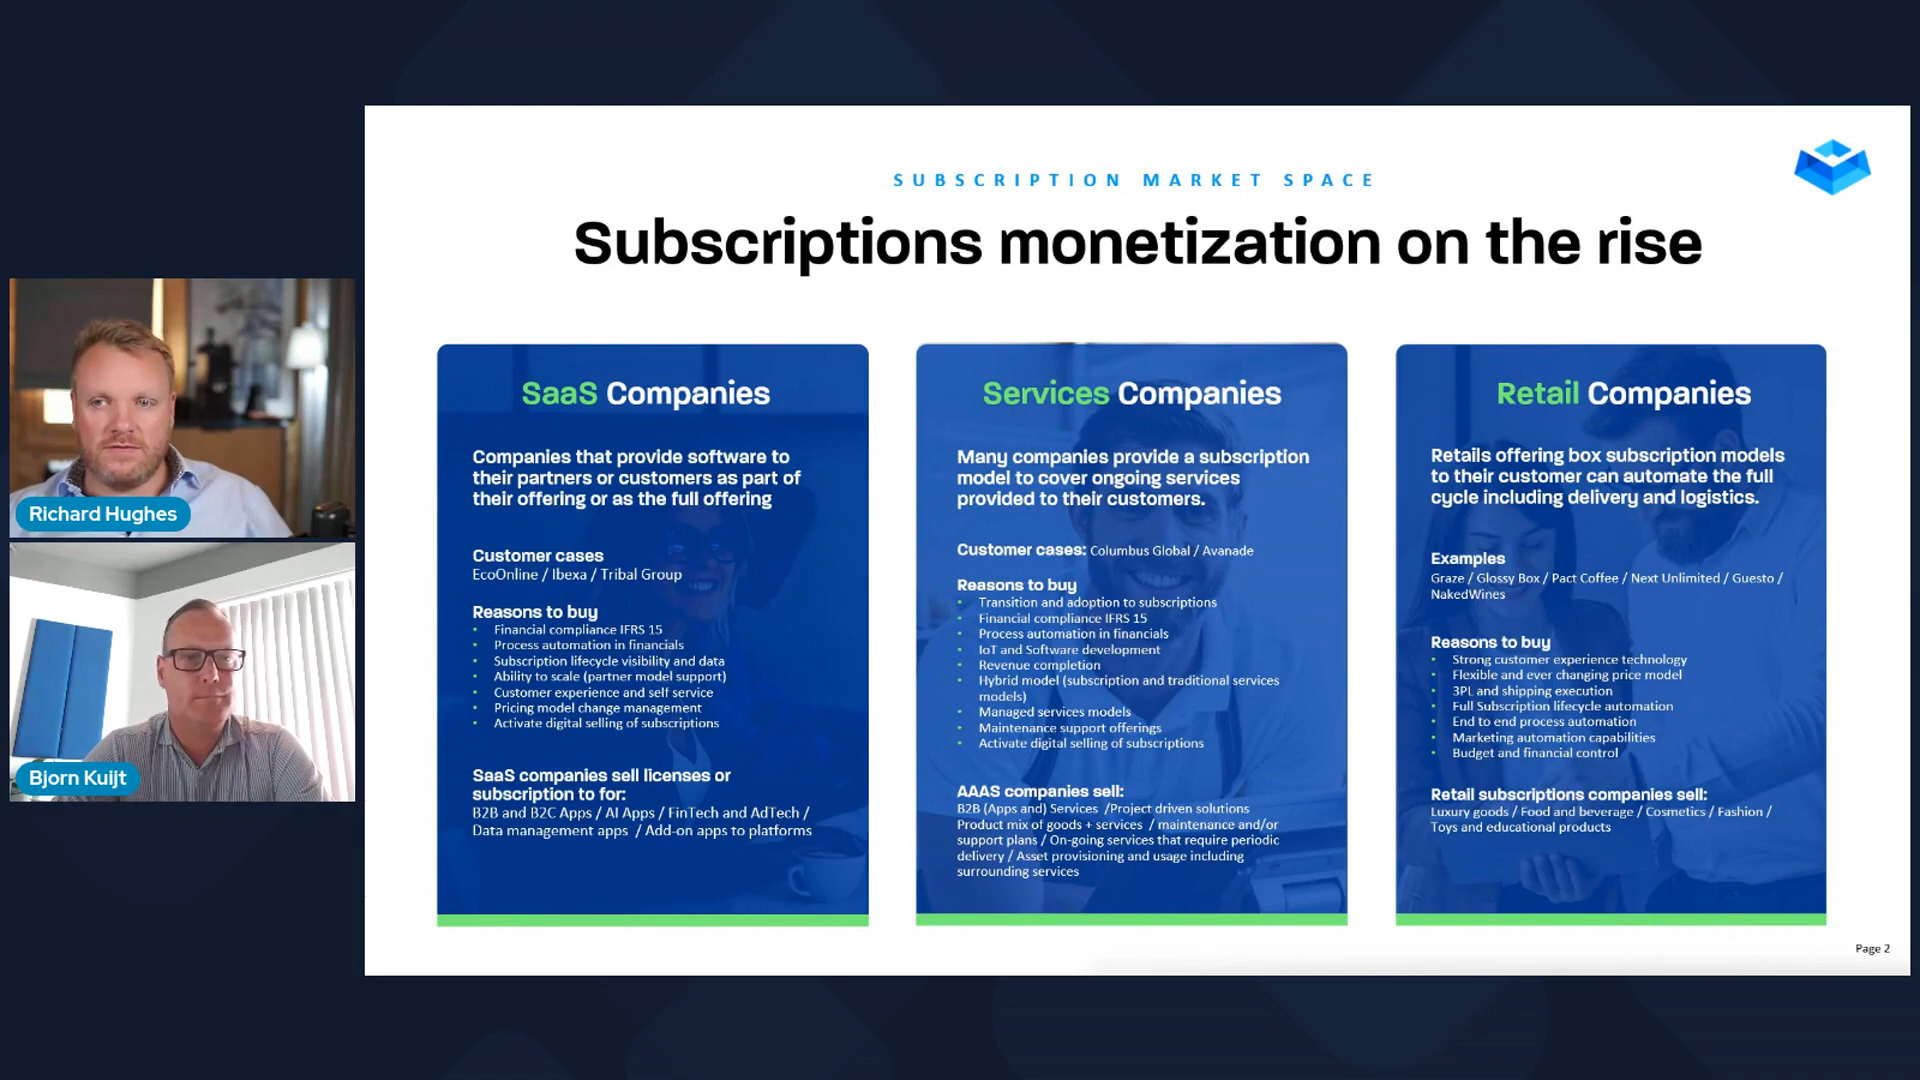 SUBSCRIPTION MARKET SPACE
Subscriptions monetization on the rise
Richard Hughes
Bjorn Kuijt
SaaS Companies
Companies that provide software to
their partners or customers as part of
their offering or as the full offering
Customer cases
EcoOnline / Ibexa / Tribal Group
Reasons to buy
• Financial compliance IFRS 15
• Process automation in financials
• Subscription lifecycle visibility and data
• Ability to scale (partner model support)
• Customer experience and self service
• Pricing model change management
• Activate digital selling of subscriptions
SaaS companies sell licenses or
subscription to for:
B2B and B2C Apps / AI Apps / FinTech and AdTech /
Data management apps / Add-on apps to platforms
Services Companies
Many companies provide a subscription
model to cover ongoing services
provided to their customers.
Customer cases: Columbus Global / Avanade
Reasons to buy
• Transition and adoption to subscriptions
• Financial compliance IFRS 15
• Process automation in financials
• IoT and Software development
• Revenue completion
• Hybrid model (subscription and traditional services
models)
• Managed services models
• Maintenance support offerings
• Activate digital selling of subscriptions
AAAS companies sell:
B2B (Apps and) Services /Project driven solutions
Product mix of goods + services / maintenance and/or
support plans / On-going services that require periodic
delivery / Asset provisioning and usage including
surrounding services
Retail Companies
Retails offering box subscription models
to their customer can automate the full
cycle including delivery and logistics.
Examples
Graze / Glossy Box / Pact Coffee / Next Unlimited / Guesto /
NakedWines
Reasons to buy
• Strong customer experience technology
• Flexible and ever changing price model
• 3PL and shipping execution
• Full Subscription lifecycle automation
• End to end process automation
• Marketing automation capabilities
• Budget and financial control
Retail subscriptions companies sell:
Luxury goods / Food and beverage / Cosmetics / Fashion /
Toys and educational products
Page 2